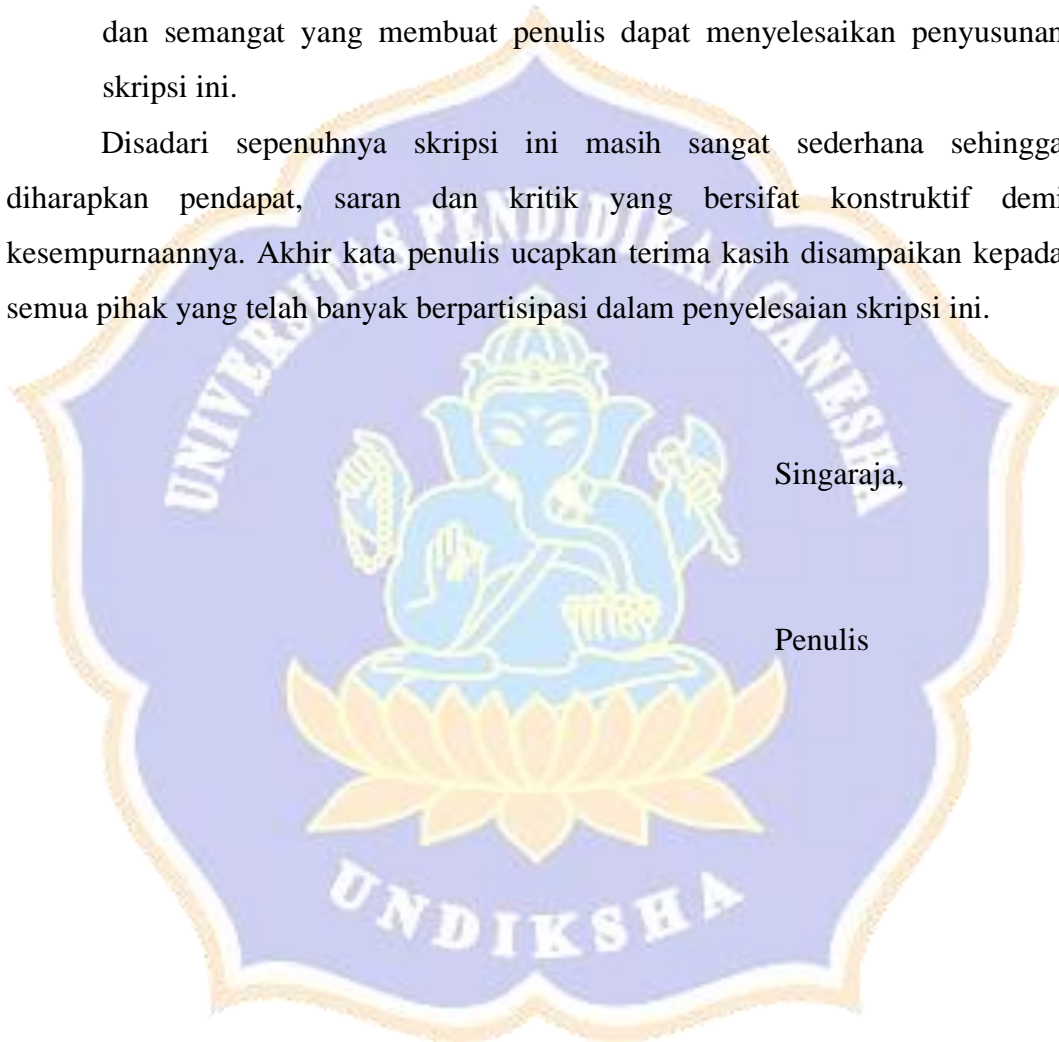 dan semangat yang membuat penulis dapat menyelesaikan penyusunan
skripsi ini.
Disadari sepenuhnya skripsi ini masih sangat sederhana sehingga
diharapkan pendapat, saran dan kritik yang bersifat konstruktif demi
kesempurnaannya. Akhir kata penulis ucapkan terima kasih disampaikan kepada
semua pihak yang telah banyak berpartisipasi dalam penyelesaian skripsi ini.
UNIVERSITAS PENDIDIKAN GANESHA
Singaraja,
Penulis
UNDIKSHA